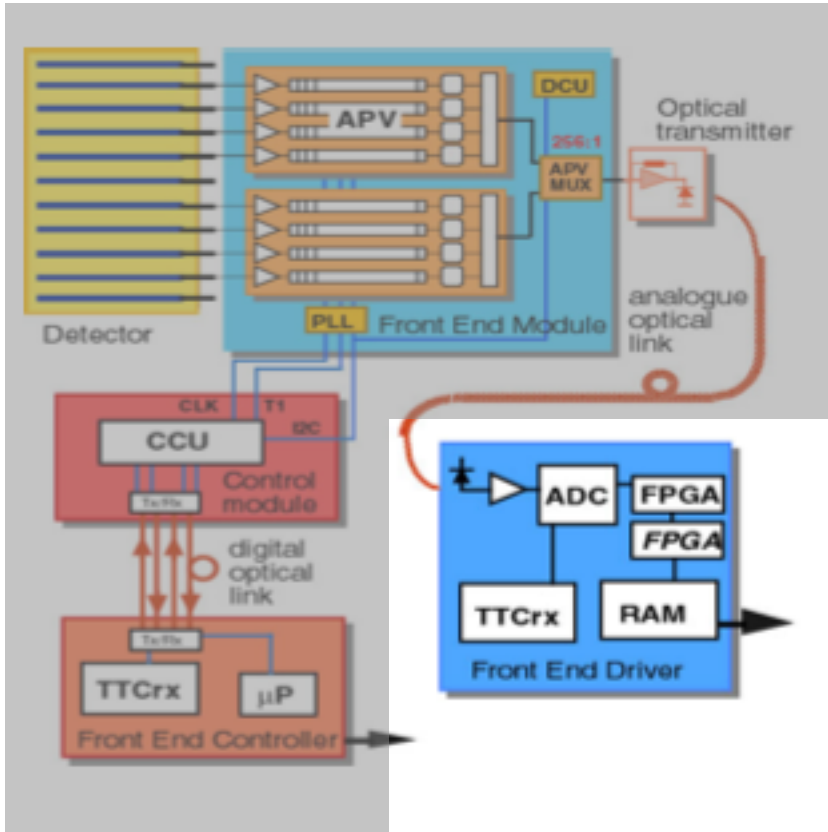 DCU
APV
256:1
APV
MUX
Optical
transmitter
PLL
Front End Module
Detector
analogue
optical
link
CLK
T1
I2C
CCU
Control
module
digital
optical
link
TTCrx
µP
Front End Controller
ADC
FPGA
FPGA
TTCrx
RAM
Front End Driver